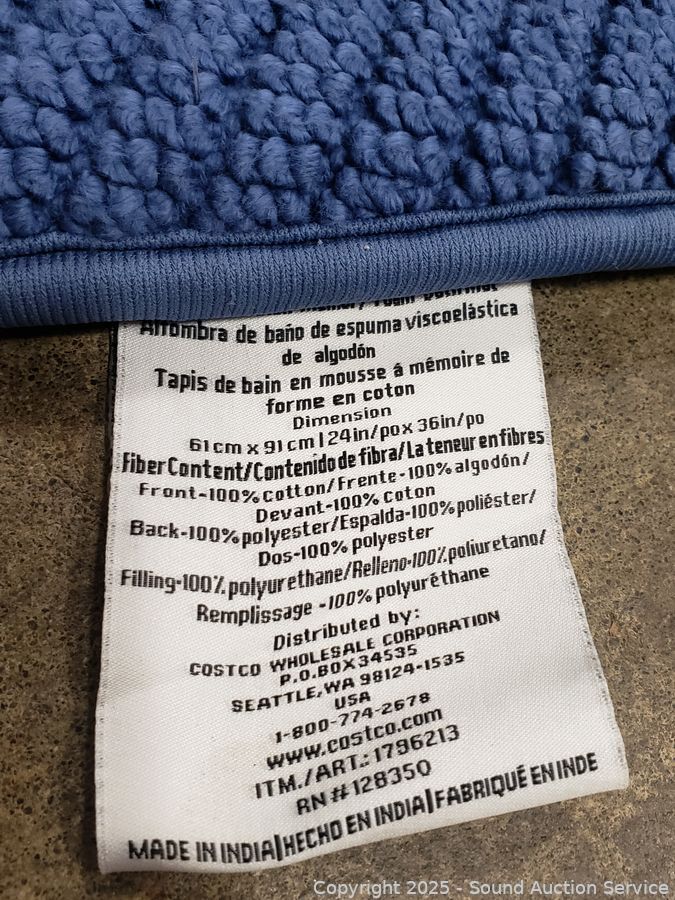 Alfombra de baño de espuma viscoelàstica
de algodón
Tapis de bain en mousse á mémoire de
forme en coton
Dimension
61cm x 91cm|24in/pox 36in/po
Fiber Content/Contenido de fibra/La teneur en fibres
Front-100% cotton/Frente-100% algodón/
Devant-100% coton
Back-100% polyester/Espalda-100% poliéster/
Dos-100% polyester
Filling-100% polyurethane/Relleno-100% poliuretano/
Remplissage -100% polyuréthane
Distributed by:
COSTCO WHOLESALE CORPORATION
P.O.BOX 34535
SEATTLE,WA 98124-1535
USA
1-800-774-2678
www.costco.com
ITM./ART.:1796213
RN#128350
MADE IN INDIA|HECHO EN INDIA|FABRIQUÉ EN INDE
Copyright 2025 - Sound Auction Service